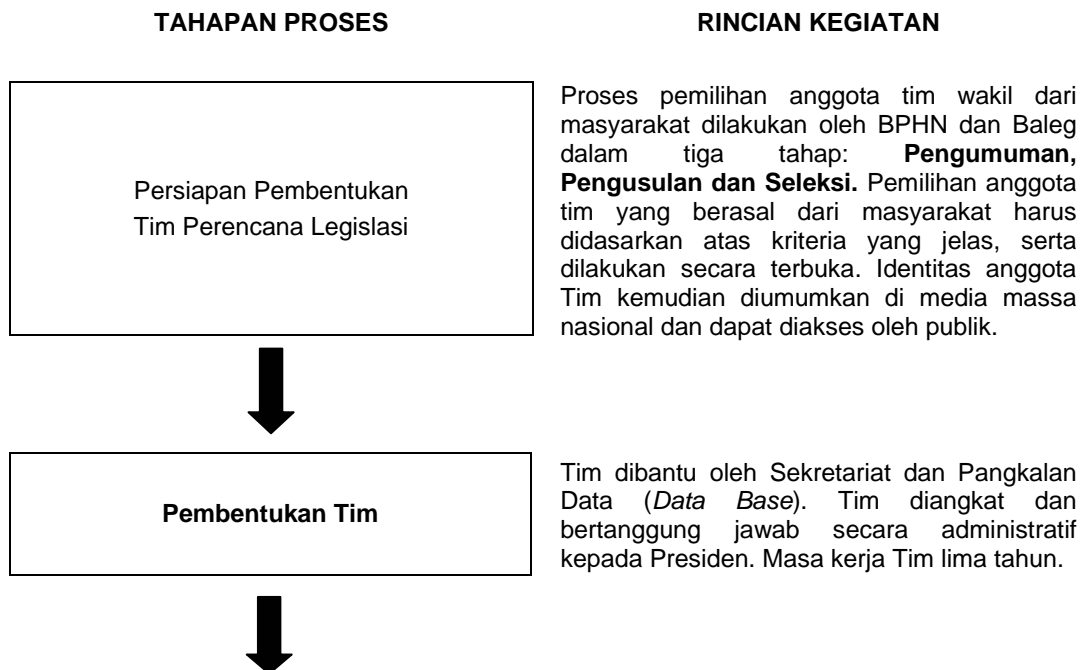 TAHAPAN PROSES
RINCIAN KEGIATAN
Persiapan Pembentukan
Tim Perencana Legislasi
Proses pemilihan anggota tim wakil dari
masyarakat dilakukan oleh BPHN dan Baleg
dalam tiga tahap: Pengumuman,
Pengusulan dan Seleksi. Pemilihan anggota
tim yang berasal dari masyarakat harus
didasarkan atas kriteria yang jelas, serta
dilakukan secara terbuka. Identitas anggota
Tim kemudian diumumkan di media massa
nasional dan dapat diakses oleh publik.
Pembentukan Tim
Tim dibantu oleh Sekretariat dan Pangkalan
Data (Data Base). Tim diangkat dan
bertanggung jawab secara administratif
kepada Presiden. Masa kerja Tim lima tahun.